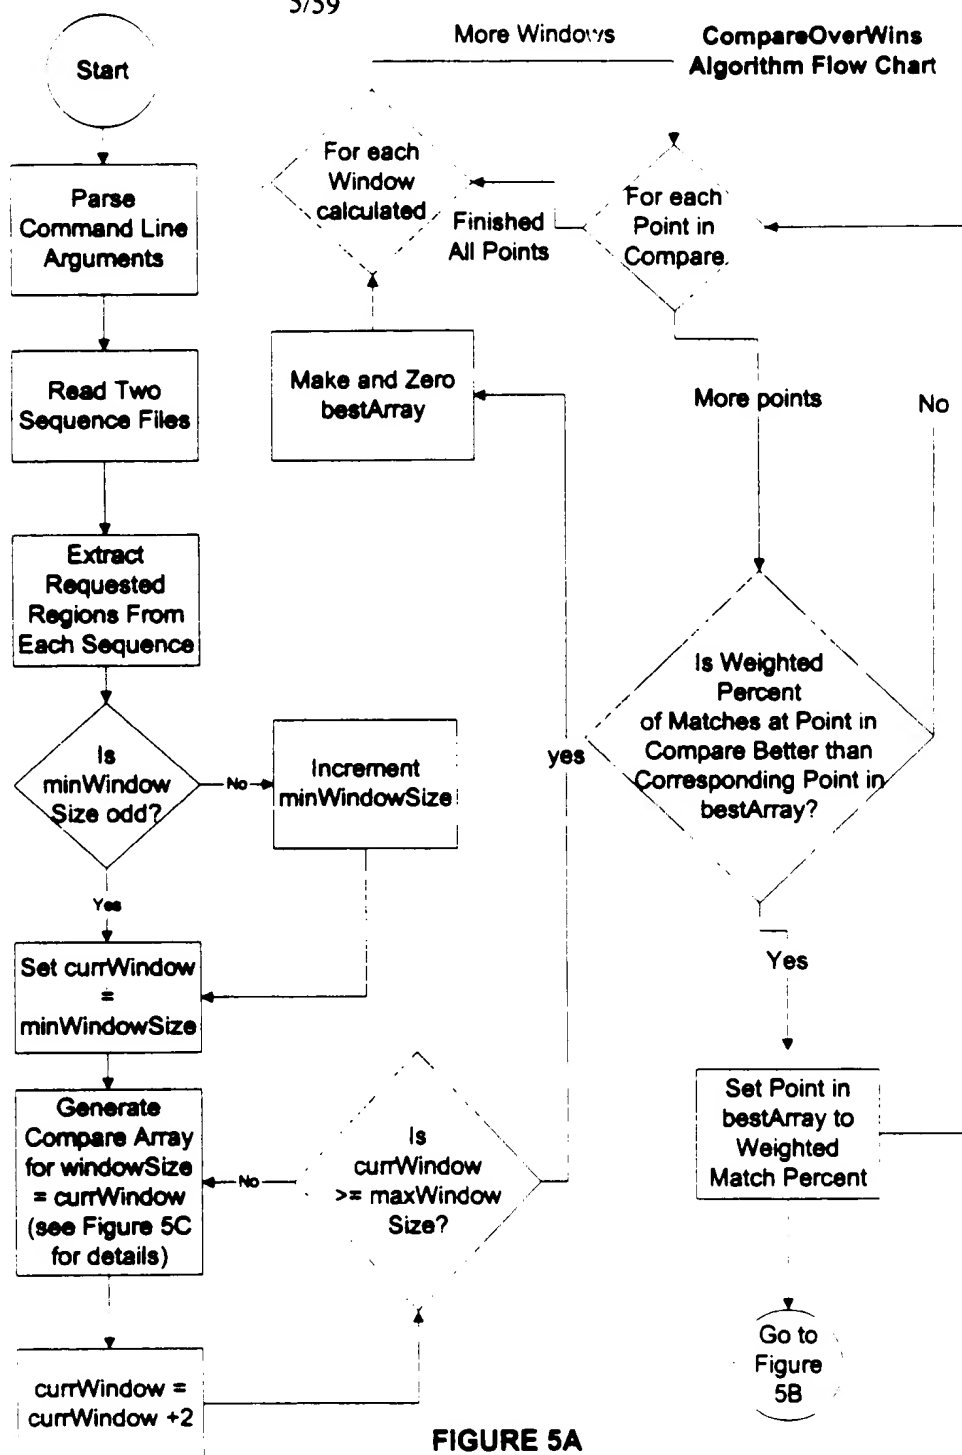 5/59
More Windows
CompareOverWins
Algorithm Flow Chart
Start
Parse
Command Line
Arguments
Read Two
Sequence Files
Extract
Requested
Regions From
Each Sequence
Is
minWindow
Size odd?
No
Increment
minWindowSize
Yes
Set currWindow
=
minWindowSize
Generate
Compare Array
for windowSize
= currWindow
(see Figure 5C
for details)
currWindow =
currWindow +2
Is
currWindow
>= maxWindow
Size?
No
yes
Make and Zero
bestArray
For each
Window
calculated
Finished
All Points
For each
Point in
Compare.
More points
No
Is Weighted
Percent
of Matches at Point in
Compare Better than
Corresponding Point in
bestArray?
Yes
Set Point in
bestArray to
Weighted
Match Percent
Go to
Figure
5B
FIGURE 5A